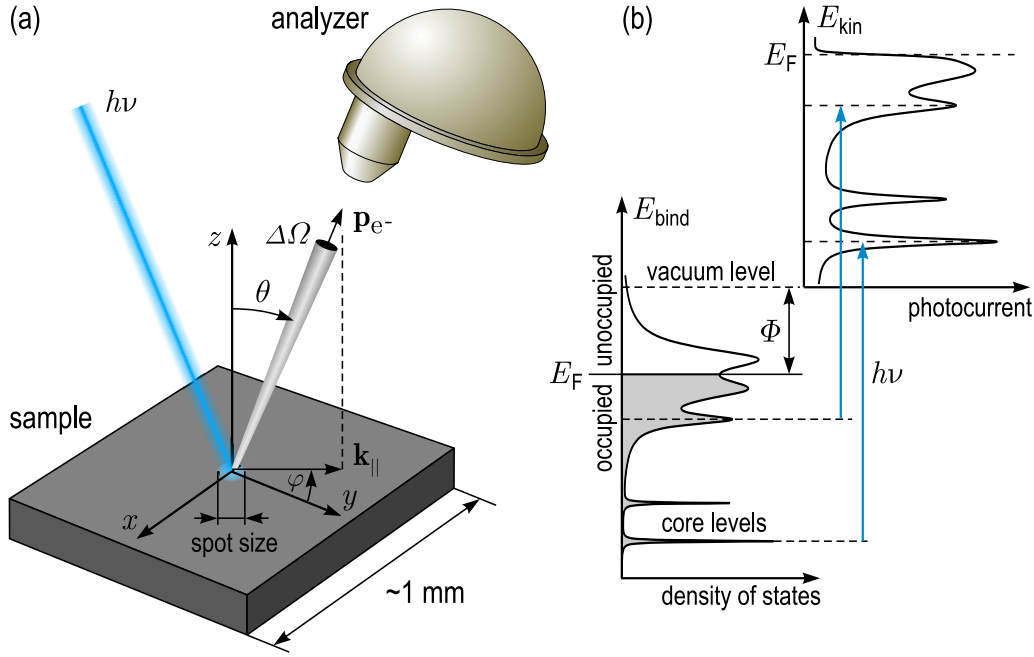 (a)
analyzer
hν
z
ΔΩ
p_e-
θ
sample
k_∥
φ
x
y
spot size
~1 mm
(b)
E_kin
E_F
photocurrent
E_bind
vacuum level
unoccupied
Φ
E_F
hν
occupied
core levels
density of states